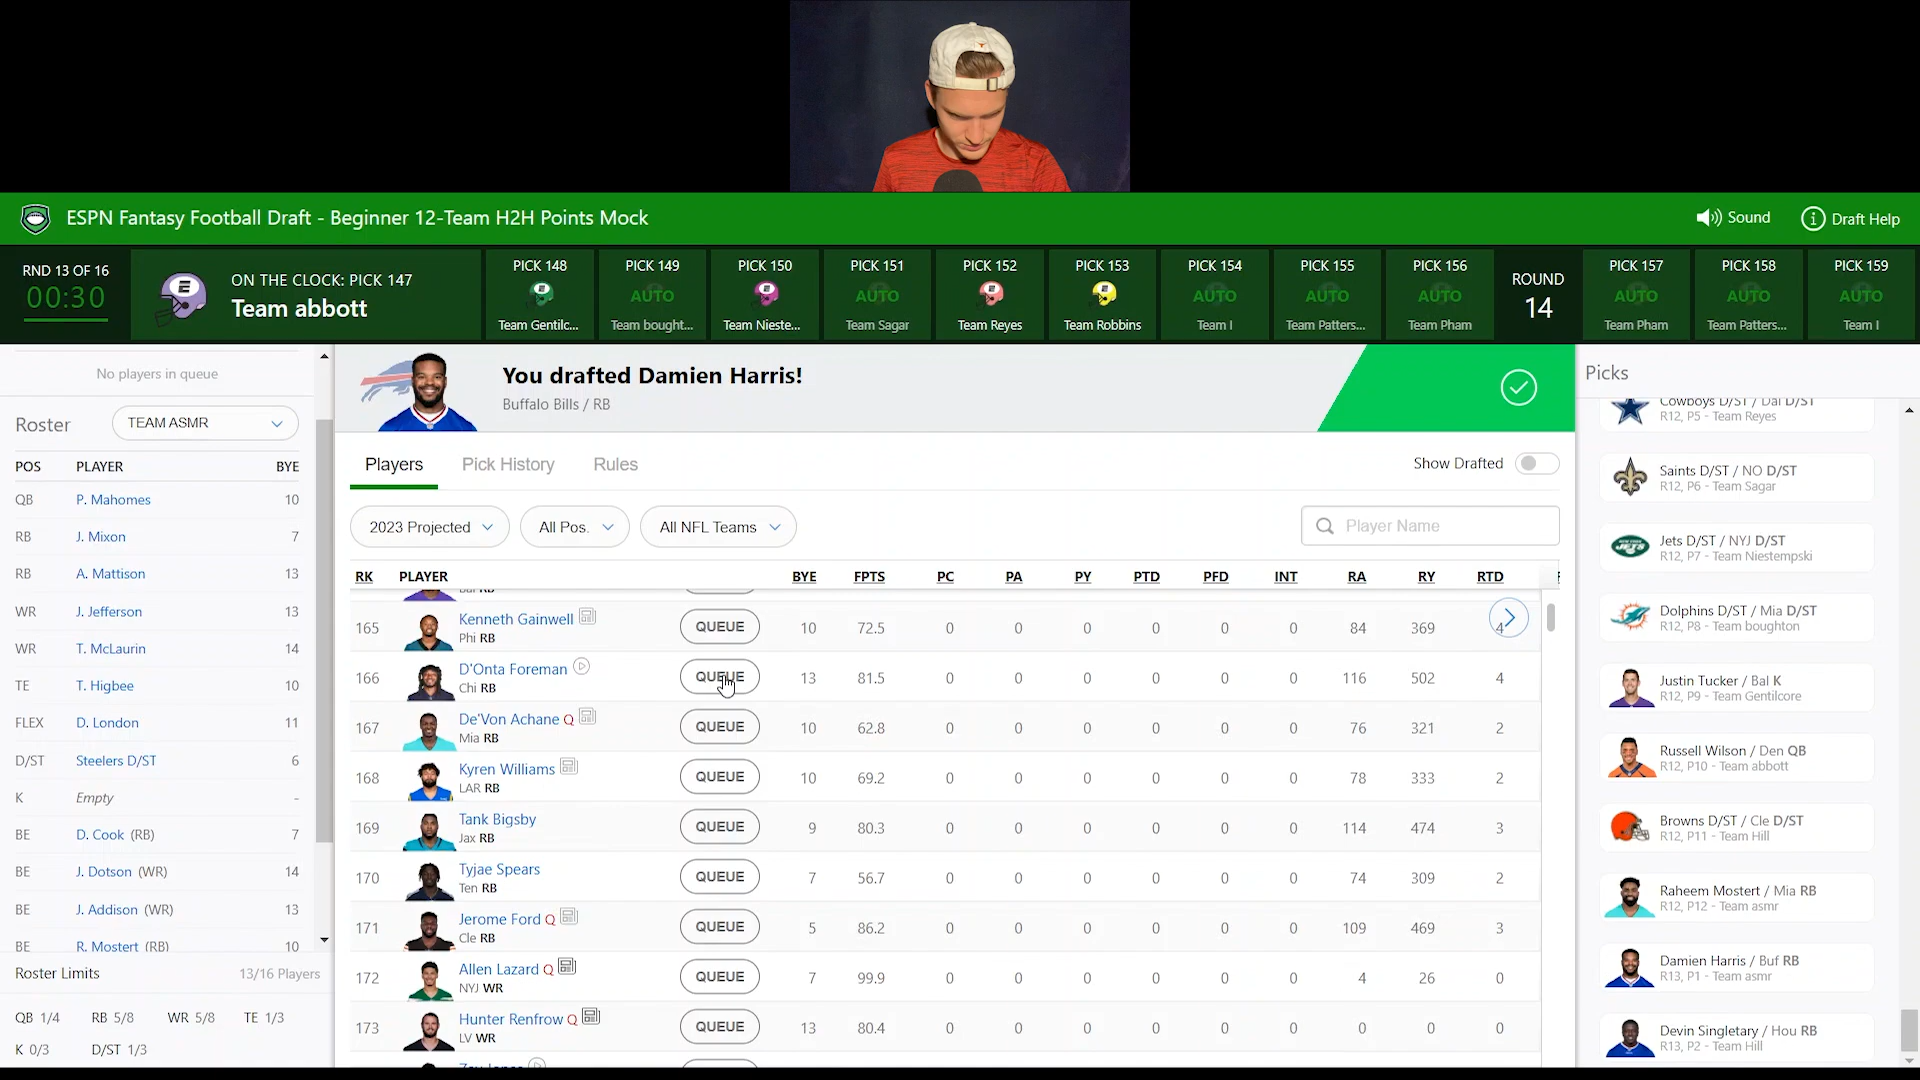 ESPN Fantasy Football Draft - Beginner 12-Team H2H Points Mock
Sound
Draft Help
RND 13 OF 16
00:30
ON THE CLOCK: PICK 147
Team abbott
PICK 148
Team Gentilc...
PICK 149
AUTO
Team bought...
PICK 150
Team Nieste...
PICK 151
AUTO
Team Sagar
PICK 152
Team Reyes
PICK 153
Team Robbins
PICK 154
AUTO
Team I
PICK 155
AUTO
Team Patters...
PICK 156
AUTO
Team Pham
ROUND
14
PICK 157
AUTO
Team Pham
PICK 158
AUTO
Team Patters...
PICK 159
AUTO
Team I
No players in queue
Roster
TEAM ASMR
POS PLAYER BYE
QB P. Mahomes 10
RB J. Mixon 7
RB A. Mattison 13
WR J. Jefferson 13
WR T. McLaurin 14
TE T. Higbee 10
FLEX D. London 11
D/ST Steelers D/ST 6
K Empty -
BE D. Cook (RB) 7
BE J. Dotson (WR) 14
BE J. Addison (WR) 13
BE R. Mostert (RB) 10
Roster Limits 13/16 Players
QB 1/4 RB 5/8 WR 5/8 TE 1/3
K 0/3 D/ST 1/3
You drafted Damien Harris!
Buffalo Bills / RB
Players Pick History Rules
Show Drafted
2023 Projected All Pos. All NFL Teams
Player Name
RK PLAYER BYE FPTS PC PA PY PTD PFD INT RA RY RTD
Bal RB
165 Kenneth Gainwell QUEUE 10 72.5 0 0 0 0 0 0 84 369 4
Phi RB
166 D'Onta Foreman QUEUE 13 81.5 0 0 0 0 0 0 116 502 4
Chi RB
167 De'Von Achane Q QUEUE 10 62.8 0 0 0 0 0 0 76 321 2
Mia RB
168 Kyren Williams QUEUE 10 69.2 0 0 0 0 0 0 78 333 2
LAR RB
169 Tank Bigsby QUEUE 9 80.3 0 0 0 0 0 0 114 474 3
Jax RB
170 Tyjae Spears QUEUE 7 56.7 0 0 0 0 0 0 74 309 2
Ten RB
171 Jerome Ford Q QUEUE 5 86.2 0 0 0 0 0 0 109 469 3
Cle RB
172 Allen Lazard Q QUEUE 7 99.9 0 0 0 0 0 0 4 26 0
NYJ WR
173 Hunter Renfrow Q QUEUE 13 80.4 0 0 0 0 0 0 0 0 0
LV WR
Picks
Cowboys D/ST / Dal D/ST
R12, P5 - Team Reyes
Saints D/ST / NO D/ST
R12, P6 - Team Sagar
Jets D/ST / NYJ D/ST
R12, P7 - Team Niestempski
Dolphins D/ST / Mia D/ST
R12, P8 - Team boughton
Justin Tucker / Bal K
R12, P9 - Team Gentilcore
Russell Wilson / Den QB
R12, P10 - Team abbott
Browns D/ST / Cle D/ST
R12, P11 - Team Hill
Raheem Mostert / Mia RB
R12, P12 - Team asmr
Damien Harris / Buf RB
R13, P1 - Team asmr
Devin Singletary / Hou RB
R13, P2 - Team Hill